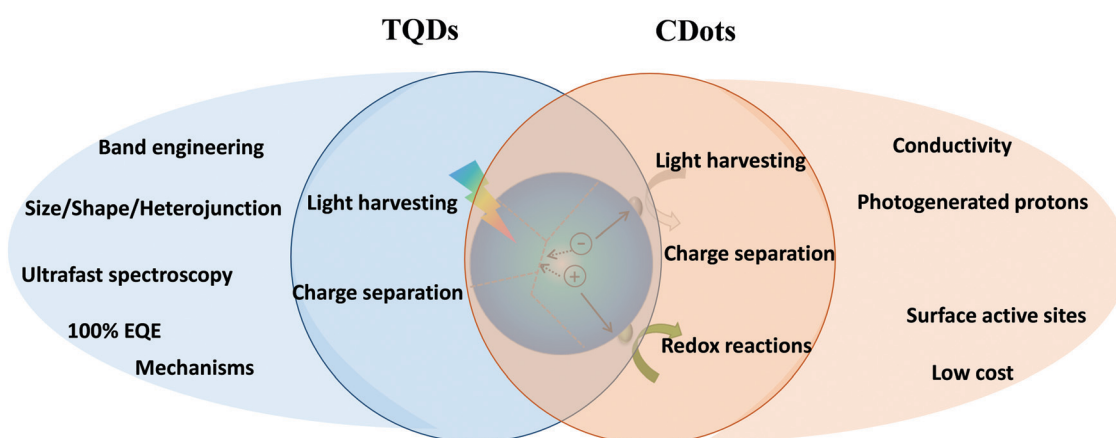 TQDs
CDots
Band engineering
Size/Shape/Heterojunction
Ultrafast spectroscopy
100% EQE
Mechanisms
Light harvesting
Charge separation
−
+
Light harvesting
Charge separation
Redox reactions
Conductivity
Photogenerated protons
Surface active sites
Low cost